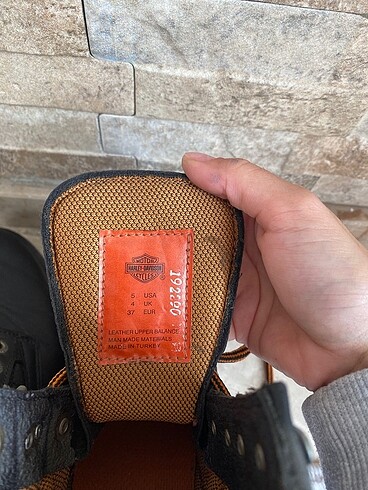 MOTOR
HARLEY-DAVIDSON
CYCLES
5 USA
4 UK
37 EUR
LEATHER UPPER BALANCE
MAN MADE MATERIALS
MADE IN TURKEY